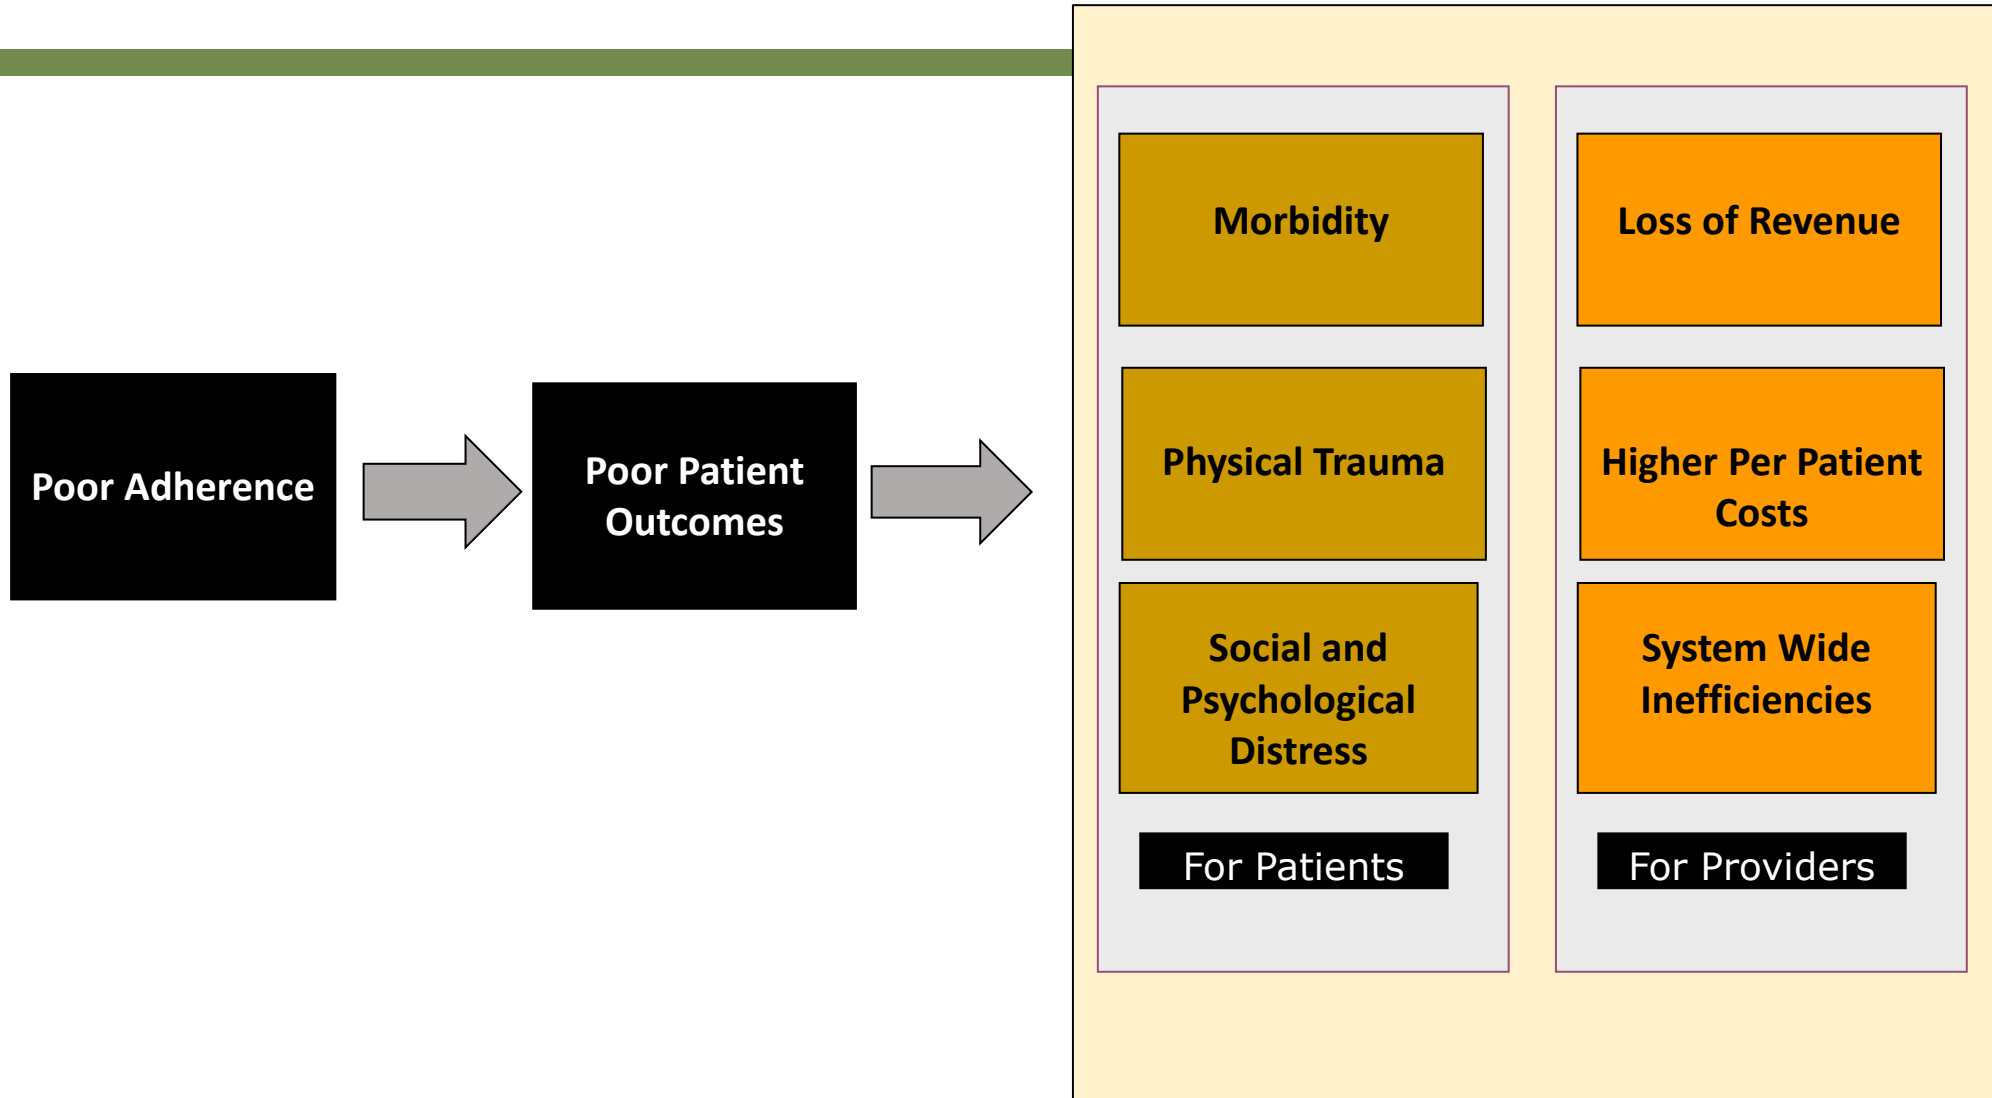 Poor Adherence
Poor Patient
Outcomes
Morbidity
Physical Trauma
Social and
Psychological
Distress
For Patients
Loss of Revenue
Higher Per Patient
Costs
System Wide
Inefficiencies
For Providers